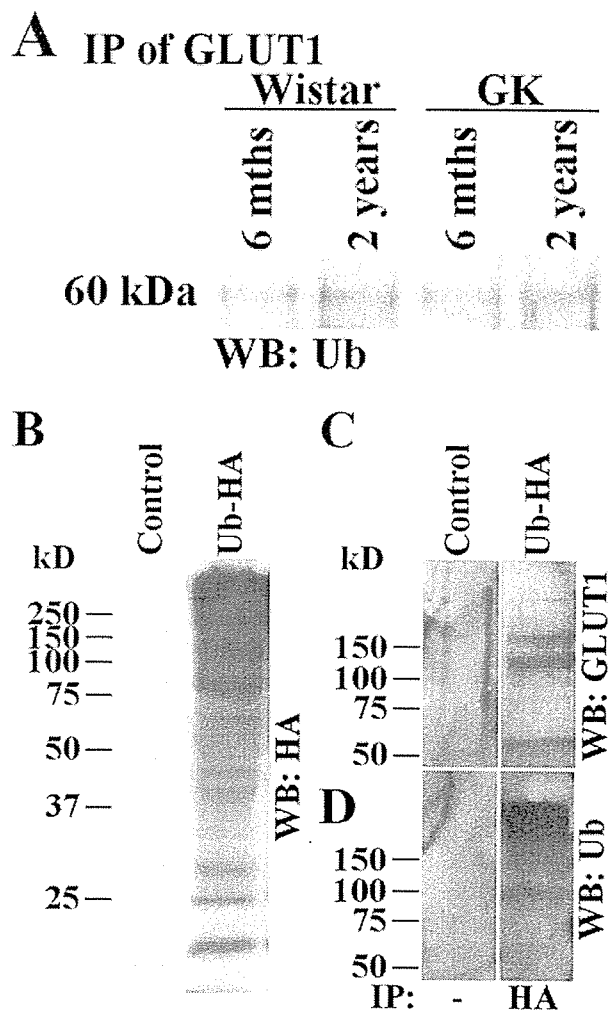 A IP of GLUT1
Wistar GK
6 mths 2 years 6 mths 2 years
60 kDa
WB: Ub
B
Control Ub-HA
kD
250
150
100
75
50
37
25
WB: HA
C
Control Ub-HA
kD
150
100
75
50
WB: GLUT1
D
150
100
75
50
WB: Ub
IP: - HA